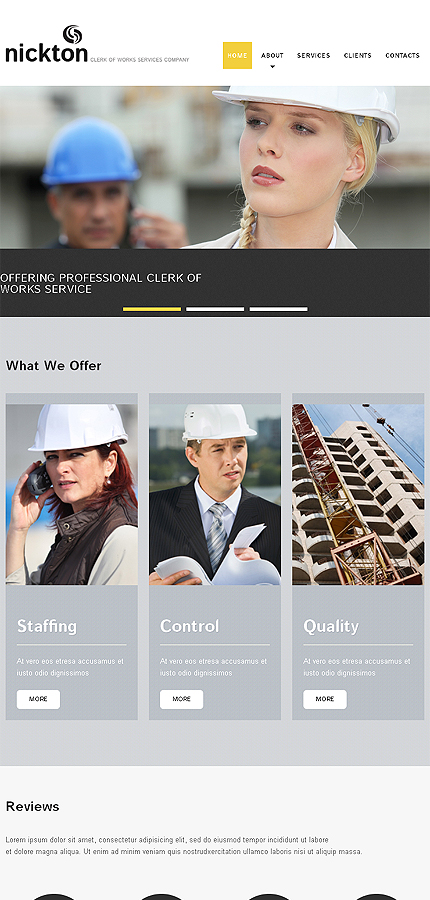 nickton CLERK OF WORKS SERVICES COMPANY
HOME ABOUT SERVICES CLIENTS CONTACTS
OFFERING PROFESSIONAL CLERK OF
WORKS SERVICE
What We Offer
Staffing
At vero eos etresa accusamus et
iusto odio dignissimos
MORE
Control
At vero eos etresa accusamus et
iusto odio dignissimos
MORE
Quality
At vero eos etresa accusamus et
iusto odio dignissimos
MORE
Reviews
Lorem ipsum dolor sit amet, consectetur adipisicing elit, sed do eiusmod tempor incididunt ut labore
et dolore magna aliqua. Ut enim ad minim veniam quis nostrudxercitation ullamco laboris nisi ut aliquip massa.